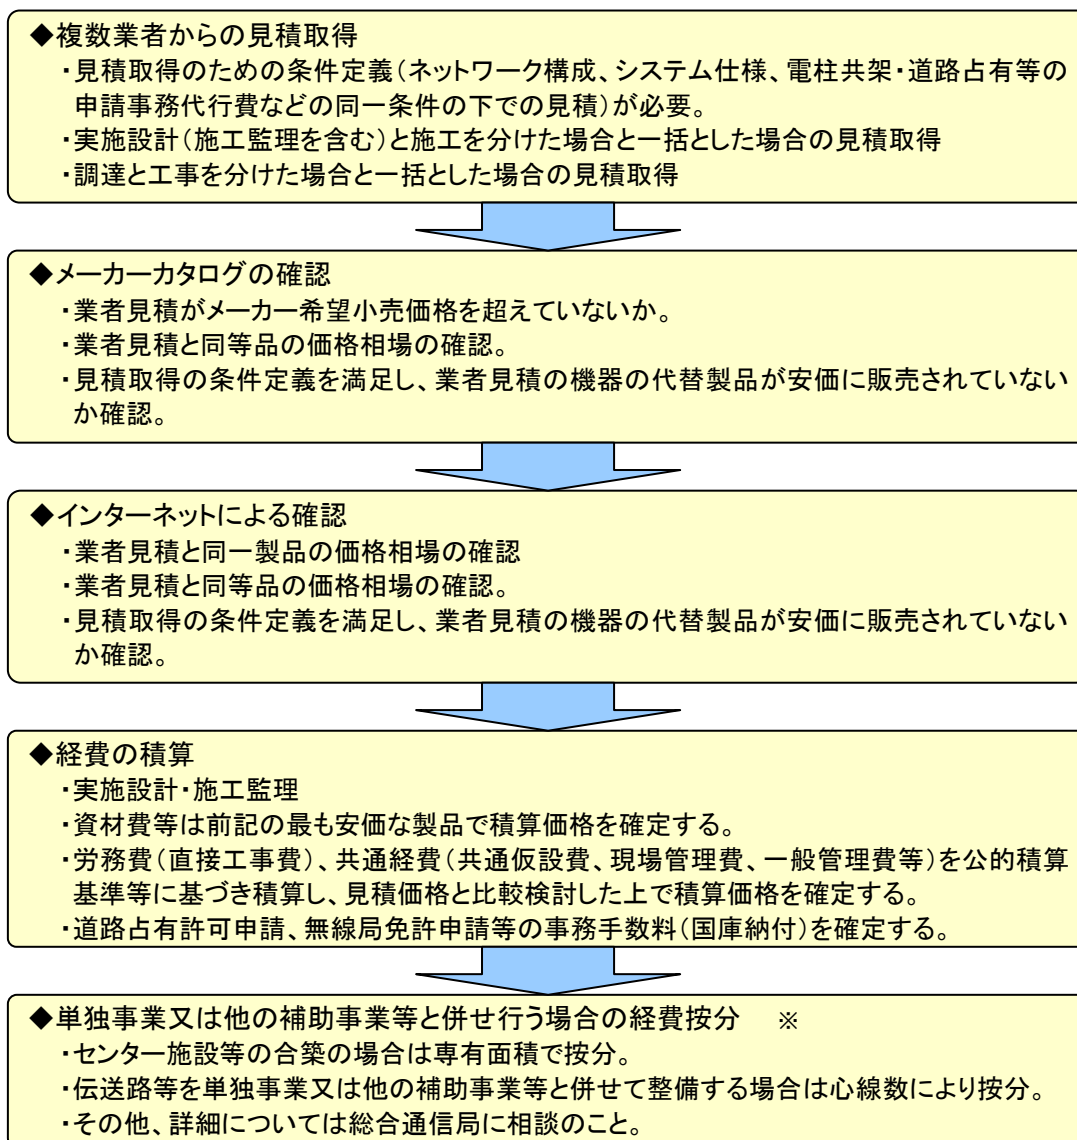 ◆複数業者からの見積取得
・見積取得のための条件定義（ネットワーク構成、システム仕様、電柱共架・道路占有等の
申請事務代行費などの同一条件の下での見積）が必要。
・実施設計（施工監理を含む）と施工を分けた場合と一括とした場合の見積取得
・調達と工事を分けた場合と一括とした場合の見積取得
◆メーカーカタログの確認
・業者見積がメーカー希望小売価格を超えていないか。
・業者見積と同等品の価格相場の確認。
・見積取得の条件定義を満足し、業者見積の機器の代替製品が安価に販売されていない
か確認。
◆インターネットによる確認
・業者見積と同一製品の価格相場の確認
・業者見積と同等品の価格相場の確認。
・見積取得の条件定義を満足し、業者見積の機器の代替製品が安価に販売されていない
か確認。
◆経費の積算
・実施設計・施工監理
・資材費等は前記の最も安価な製品で積算価格を確定する。
・労務費（直接工事費）、共通経費（共通仮設費、現場管理費、一般管理費等）を公的積算
基準等に基づき積算し、見積価格と比較検討した上で積算価格を確定する。
・道路占有許可申請、無線局免許申請等の事務手数料（国庫納付）を確定する。
◆単独事業又は他の補助事業等と併せ行う場合の経費按分　※
・センター施設等の合築の場合は専有面積で按分。
・伝送路等を単独事業又は他の補助事業等と併せて整備する場合は心線数により按分。
・その他、詳細については総合通信局に相談のこと。